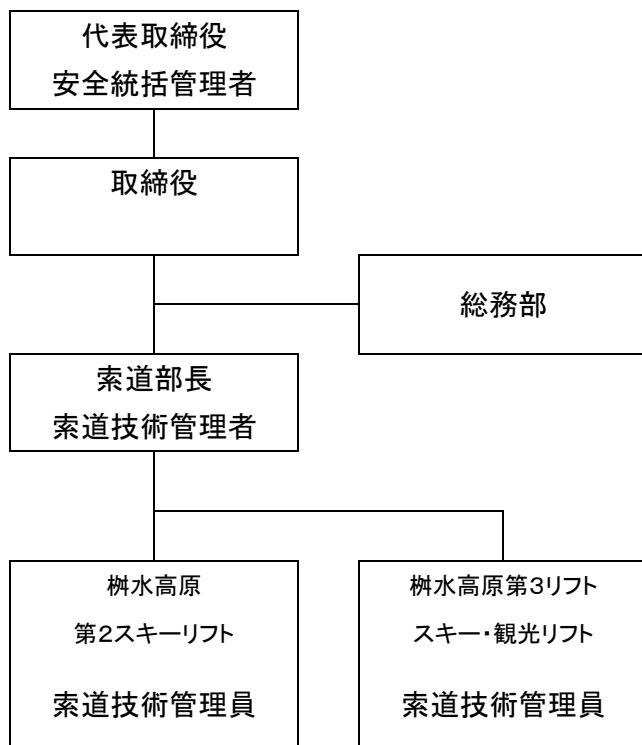 代表取締役
安全統括管理者
取締役
総務部
索道部長
索道技術管理者
桝水高原
第2スキーリフト
索道技術管理員
桝水高原第3リフト
スキー・観光リフト
索道技術管理員